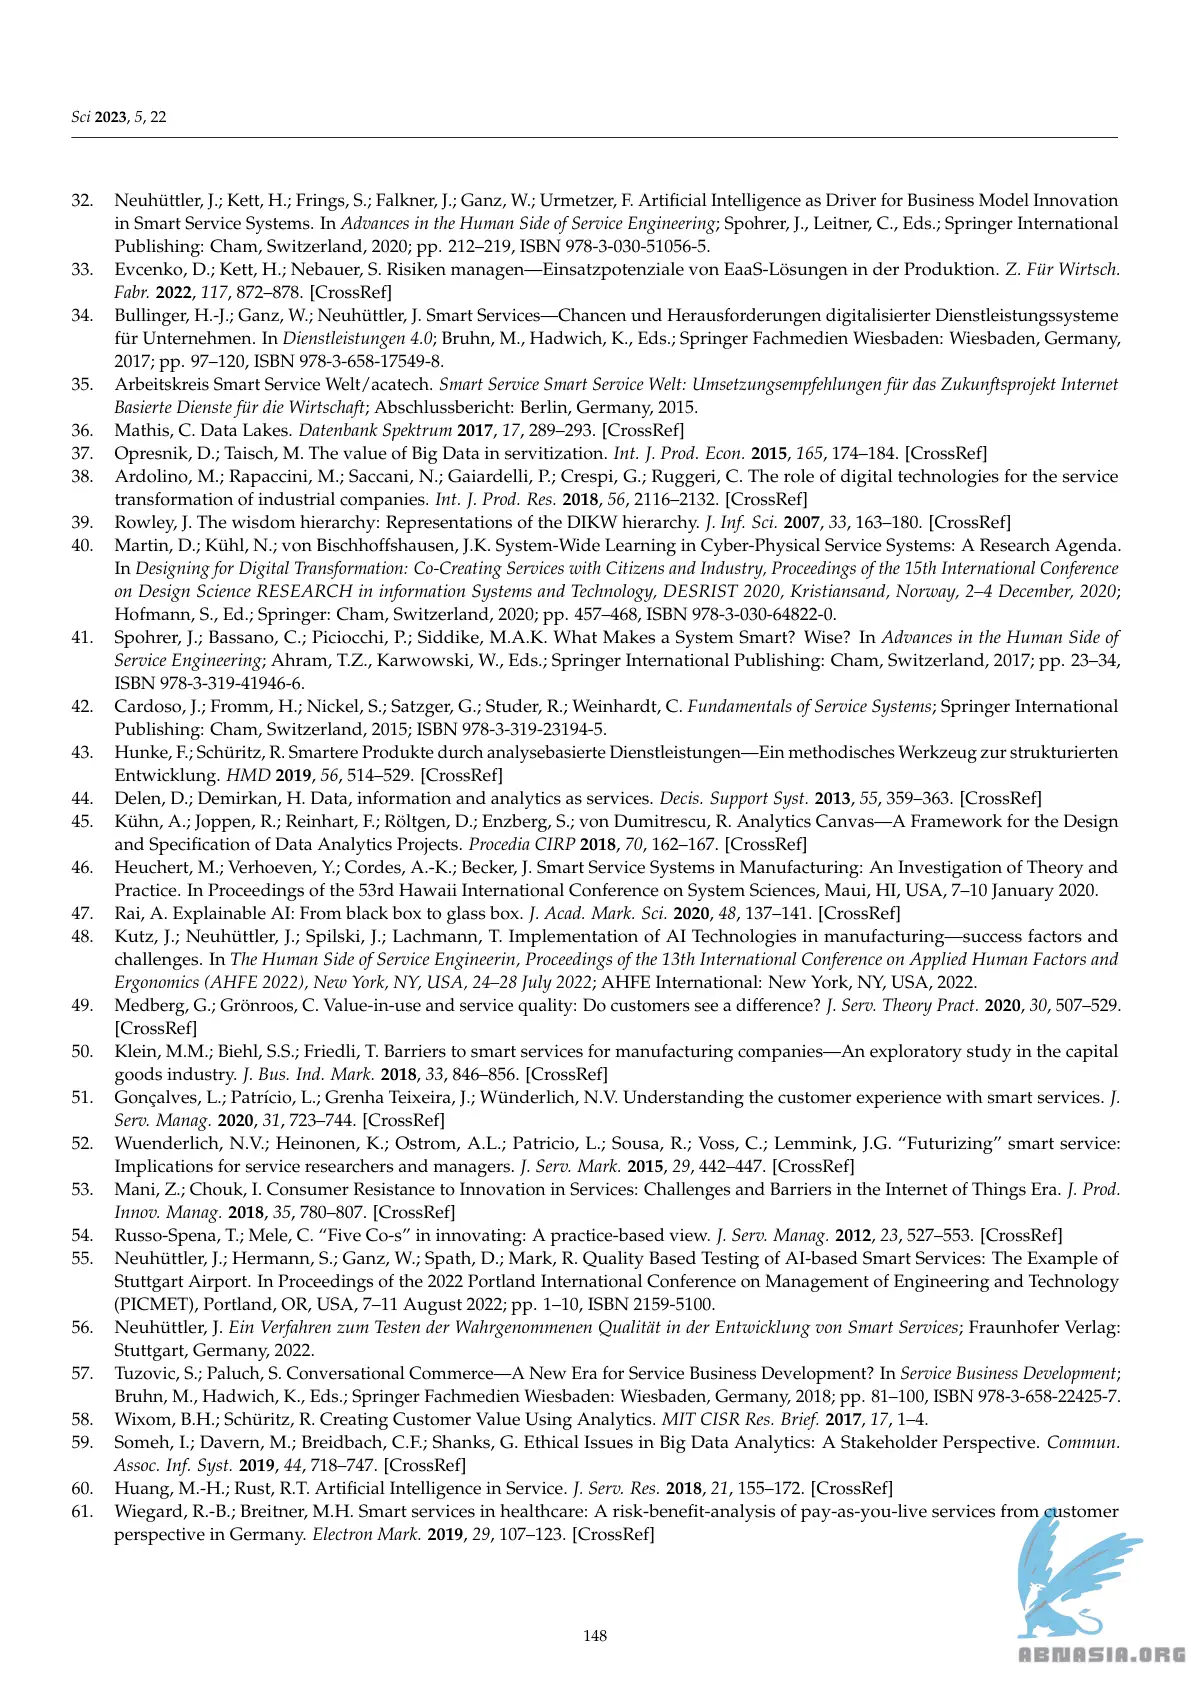 Sci 2023, 5, 22
32. Neuhüttler, J.; Kett, H.; Frings, S.; Falkner, J.; Ganz, W.; Urmetzer, F. Artificial Intelligence as Driver for Business Model Innovation
in Smart Service Systems. In Advances in the Human Side of Service Engineering; Spohrer, J., Leitner, C., Eds.; Springer International
Publishing: Cham, Switzerland, 2020; pp. 212–219, ISBN 978-3-030-51056-5.
33. Evcenko, D.; Kett, H.; Nebauer, S. Risiken managen—Einsatzpotenziale von EaaS-Lösungen in der Produktion. Z. Für Wirtsch.
Fabr. 2022, 117, 872–878. [CrossRef]
34. Bullinger, H.-J.; Ganz, W.; Neuhüttler, J. Smart Services—Chancen und Herausforderungen digitalisierter Dienstleistungssysteme
für Unternehmen. In Dienstleistungen 4.0; Bruhn, M., Hadwich, K., Eds.; Springer Fachmedien Wiesbaden: Wiesbaden, Germany,
2017; pp. 97–120, ISBN 978-3-658-17549-8.
35. Arbeitskreis Smart Service Welt/acatech. Smart Service Smart Service Welt: Umsetzungsempfehlungen für das Zukunftsprojekt Internet
Basierte Dienste für die Wirtschaft; Abschlussbericht: Berlin, Germany, 2015.
36. Mathis, C. Data Lakes. Datenbank Spektrum 2017, 17, 289–293. [CrossRef]
37. Opresnik, D.; Taisch, M. The value of Big Data in servitization. Int. J. Prod. Econ. 2015, 165, 174–184. [CrossRef]
38. Ardolino, M.; Rapaccini, M.; Saccani, N.; Gaiardelli, P.; Crespi, G.; Ruggeri, C. The role of digital technologies for the service
transformation of industrial companies. Int. J. Prod. Res. 2018, 56, 2116–2132. [CrossRef]
39. Rowley, J. The wisdom hierarchy: Representations of the DIKW hierarchy. J. Inf. Sci. 2007, 33, 163–180. [CrossRef]
40. Martin, D.; Kühl, N.; von Bischhoffshausen, J.K. System-Wide Learning in Cyber-Physical Service Systems: A Research Agenda.
In Designing for Digital Transformation: Co-Creating Services with Citizens and Industry, Proceedings of the 15th International Conference
on Design Science RESEARCH in information Systems and Technology, DESRIST 2020, Kristiansand, Norway, 2–4 December, 2020;
Hofmann, S., Ed.; Springer: Cham, Switzerland, 2020; pp. 457–468, ISBN 978-3-030-64822-0.
41. Spohrer, J.; Bassano, C.; Piciocchi, P.; Siddike, M.A.K. What Makes a System Smart? Wise? In Advances in the Human Side of
Service Engineering; Ahram, T.Z., Karwowski, W., Eds.; Springer International Publishing: Cham, Switzerland, 2017; pp. 23–34,
ISBN 978-3-319-41946-6.
42. Cardoso, J.; Fromm, H.; Nickel, S.; Satzger, G.; Studer, R.; Weinhardt, C. Fundamentals of Service Systems; Springer International
Publishing: Cham, Switzerland, 2015; ISBN 978-3-319-23194-5.
43. Hunke, F.; Schüritz, R. Smartere Produkte durch analysebasierte Dienstleistungen—Ein methodisches Werkzeug zur strukturierten
Entwicklung. HMD 2019, 56, 514–529. [CrossRef]
44. Delen, D.; Demirkan, H. Data, information and analytics as services. Decis. Support Syst. 2013, 55, 359–363. [CrossRef]
45. Kühn, A.; Joppen, R.; Reinhart, F.; Röltgen, D.; Enzberg, S.; von Dumitrescu, R. Analytics Canvas—A Framework for the Design
and Specification of Data Analytics Projects. Procedia CIRP 2018, 70, 162–167. [CrossRef]
46. Heuchert, M.; Verhoeven, Y.; Cordes, A.-K.; Becker, J. Smart Service Systems in Manufacturing: An Investigation of Theory and
Practice. In Proceedings of the 53rd Hawaii International Conference on System Sciences, Maui, HI, USA, 7–10 January 2020.
47. Rai, A. Explainable AI: From black box to glass box. J. Acad. Mark. Sci. 2020, 48, 137–141. [CrossRef]
48. Kutz, J.; Neuhüttler, J.; Spilski, J.; Lachmann, T. Implementation of AI Technologies in manufacturing—success factors and
challenges. In The Human Side of Service Engineerin, Proceedings of the 13th International Conference on Applied Human Factors and
Ergonomics (AHFE 2022), New York, NY, USA, 24–28 July 2022; AHFE International: New York, NY, USA, 2022.
49. Medberg, G.; Grönroos, C. Value-in-use and service quality: Do customers see a difference? J. Serv. Theory Pract. 2020, 30, 507–529.
[CrossRef]
50. Klein, M.M.; Biehl, S.S.; Friedli, T. Barriers to smart services for manufacturing companies—An exploratory study in the capital
goods industry. J. Bus. Ind. Mark. 2018, 33, 846–856. [CrossRef]
51. Gonçalves, L.; Patrício, L.; Grenha Teixeira, J.; Wünderlich, N.V. Understanding the customer experience with smart services. J.
Serv. Manag. 2020, 31, 723–744. [CrossRef]
52. Wuenderlich, N.V.; Heinonen, K.; Ostrom, A.L.; Patricio, L.; Sousa, R.; Voss, C.; Lemmink, J.G. “Futurizing” smart service:
Implications for service researchers and managers. J. Serv. Mark. 2015, 29, 442–447. [CrossRef]
53. Mani, Z.; Chouk, I. Consumer Resistance to Innovation in Services: Challenges and Barriers in the Internet of Things Era. J. Prod.
Innov. Manag. 2018, 35, 780–807. [CrossRef]
54. Russo-Spena, T.; Mele, C. “Five Co-s” in innovating: A practice-based view. J. Serv. Manag. 2012, 23, 527–553. [CrossRef]
55. Neuhüttler, J.; Hermann, S.; Ganz, W.; Spath, D.; Mark, R. Quality Based Testing of AI-based Smart Services: The Example of
Stuttgart Airport. In Proceedings of the 2022 Portland International Conference on Management of Engineering and Technology
(PICMET), Portland, OR, USA, 7–11 August 2022; pp. 1–10, ISBN 2159-5100.
56. Neuhüttler, J. Ein Verfahren zum Testen der Wahrgenommenen Qualität in der Entwicklung von Smart Services; Fraunhofer Verlag:
Stuttgart, Germany, 2022.
57. Tuzovic, S.; Paluch, S. Conversational Commerce—A New Era for Service Business Development? In Service Business Development;
Bruhn, M., Hadwich, K., Eds.; Springer Fachmedien Wiesbaden: Wiesbaden, Germany, 2018; pp. 81–100, ISBN 978-3-658-22425-7.
58. Wixom, B.H.; Schüritz, R. Creating Customer Value Using Analytics. MIT CISR Res. Brief. 2017, 17, 1–4.
59. Someh, I.; Davern, M.; Breidbach, C.F.; Shanks, G. Ethical Issues in Big Data Analytics: A Stakeholder Perspective. Commun.
Assoc. Inf. Syst. 2019, 44, 718–747. [CrossRef]
60. Huang, M.-H.; Rust, R.T. Artificial Intelligence in Service. J. Serv. Res. 2018, 21, 155–172. [CrossRef]
61. Wiegard, R.-B.; Breitner, M.H. Smart services in healthcare: A risk-benefit-analysis of pay-as-you-live services from customer
perspective in Germany. Electron Mark. 2019, 29, 107–123. [CrossRef]
148
ABNASIA.ORG